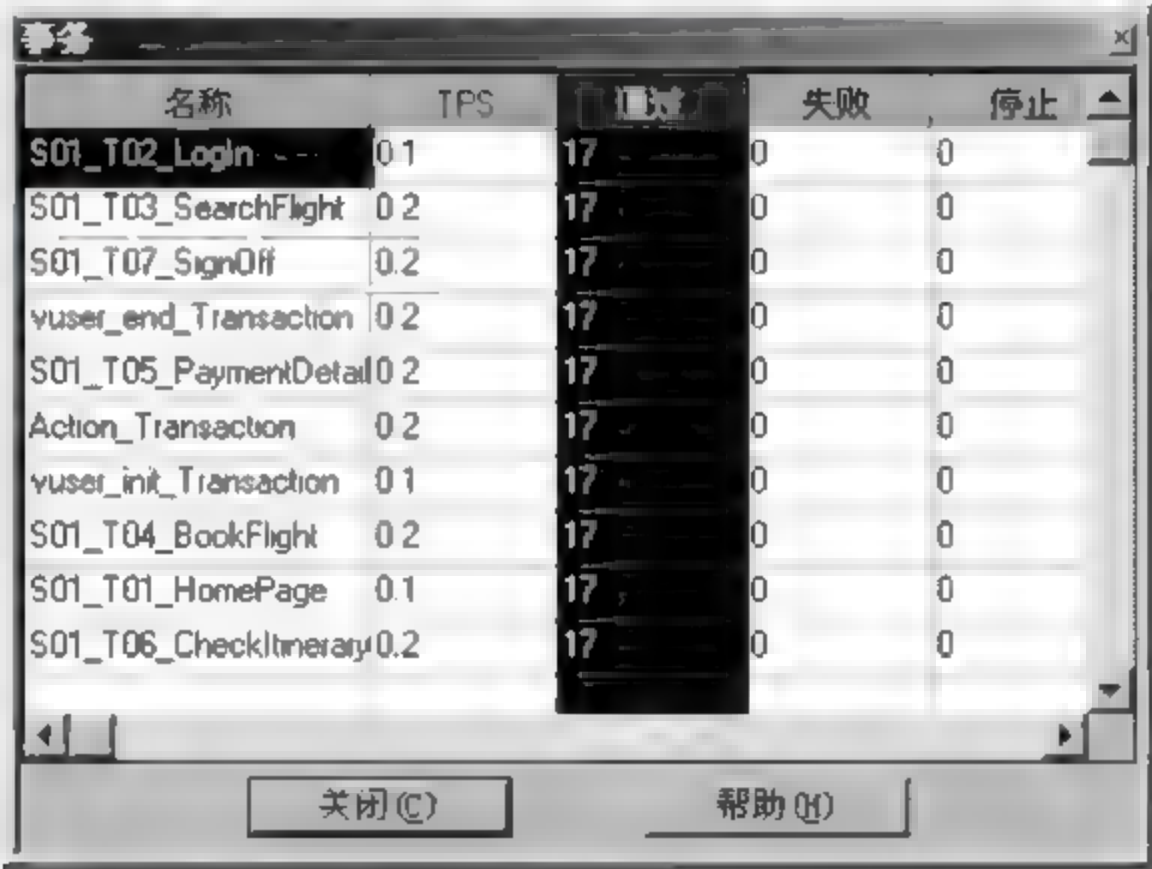 事务
名称 TPS 通过 失败 停止
S01_T02_Login 0.1 17 0 0
S01_T03_SearchFlight 0.2 17 0 0
S01_T07_SignOff 0.2 17 0 0
vuser_end_Transaction 0.2 17 0 0
S01_T05_PaymentDetail 0.2 17 0 0
Action_Transaction 0.2 17 0 0
vuser_init_Transaction 0.1 17 0 0
S01_T04_BookFlight 0.2 17 0 0
S01_T01_HomePage 0.1 17 0 0
S01_T06_CheckItinerary 0.2 17 0 0
关闭(C) 帮助(H)